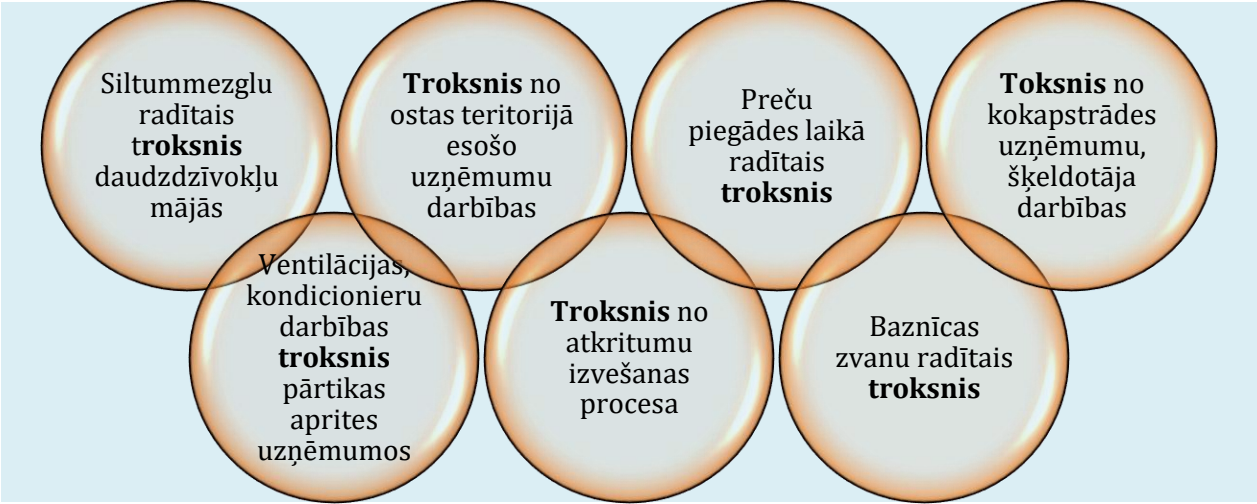 Siltummezglu
radītais
troksnis
daudzdzīvokļu
mājās
Troksnis no
ostas teritorijā
esošo
uzņēmumu
darbības
Preču
piegādes laikā
radītais
troksnis
Toksnis no
kokapstrādes
uzņēmumu,
šķeldotāja
darbības
Ventilācijas,
kondicionieru
darbības
troksnis
pārtikas
aprites
uzņēmumos
Troksnis no
atkritumu
izvešanas
procesa
Baznīcas
zvanu radītais
troksnis